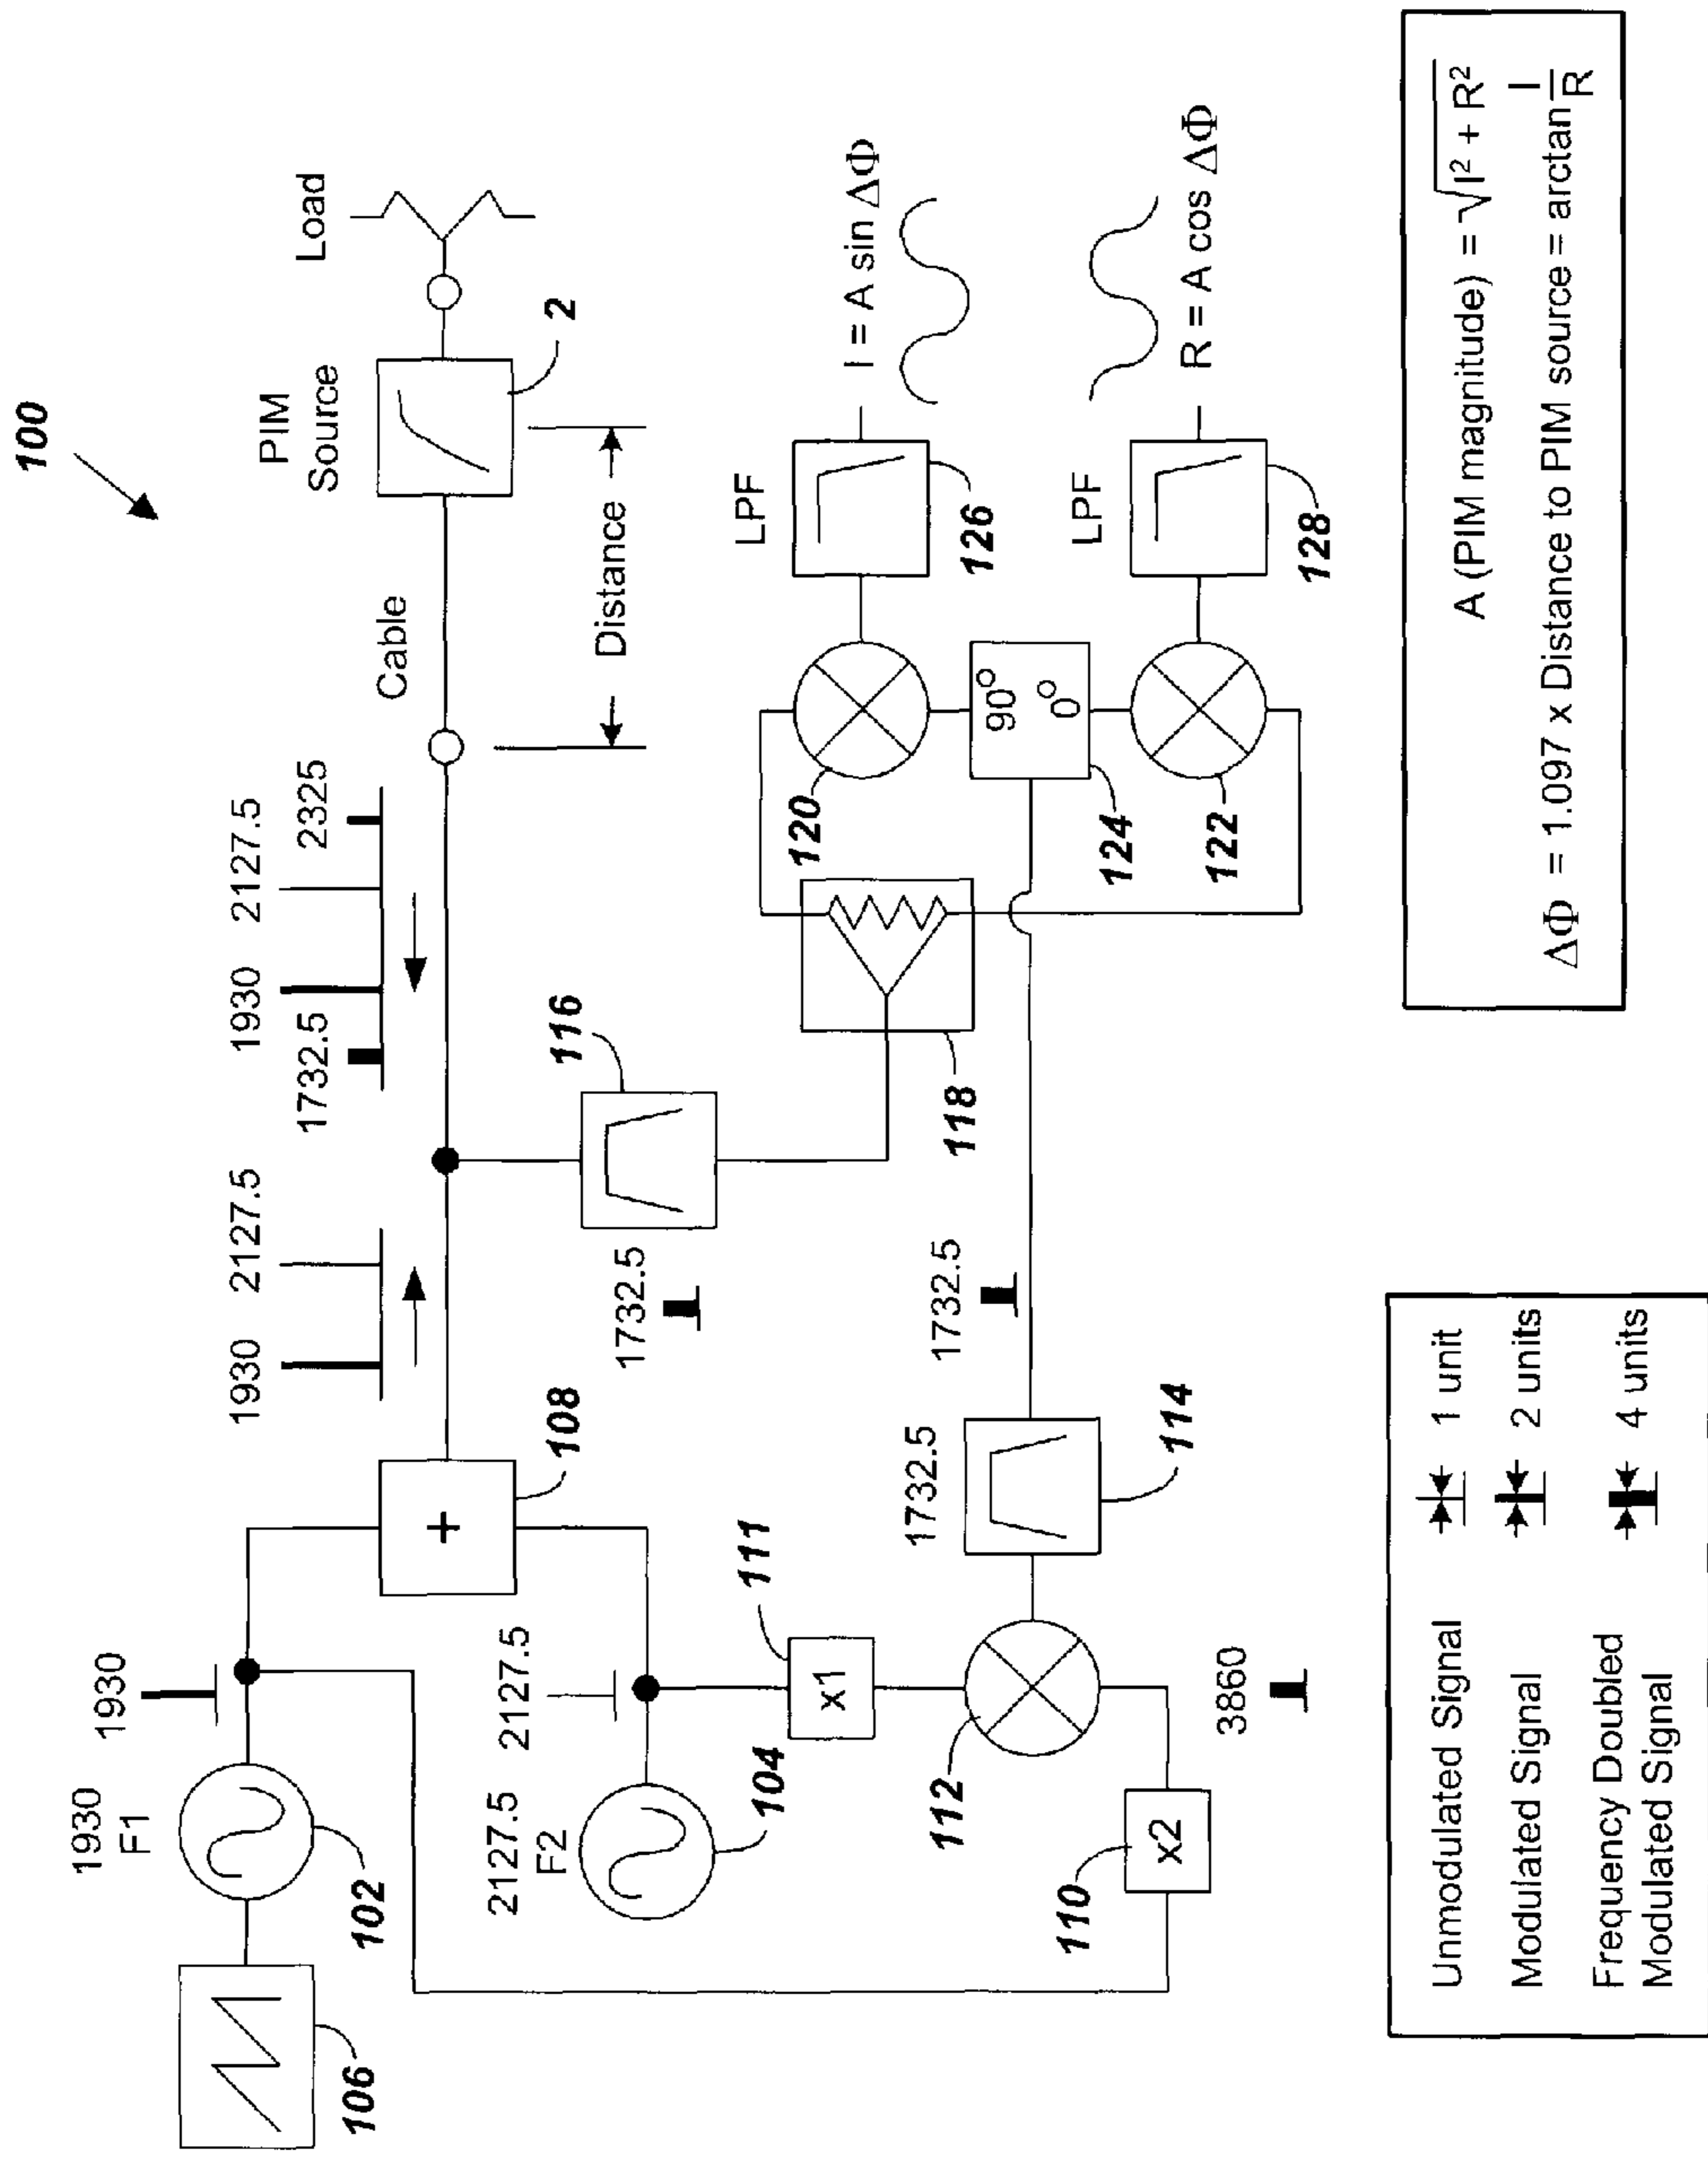 100
1930
F1
1930
102
106
2127.5
F2
2127.5
104
+
108
1930 2127.5
1732.5 1930 2127.5 2325
Cable
PIM
Source
2
Load
Distance
x1
111
x2
110
3860
112
1732.5
114
1732.5
1732.5
116
118
120
90°
0°
124
122
LPF
126
I = A sin ΔΦ
LPF
128
R = A cos ΔΦ
Unmodulated Signal 1 unit
Modulated Signal 2 units
Frequency Doubled
Modulated Signal 4 units
A (PIM magnitude) = √I² + R²
ΔΦ = 1.097 x Distance to PIM source = arctan I/R